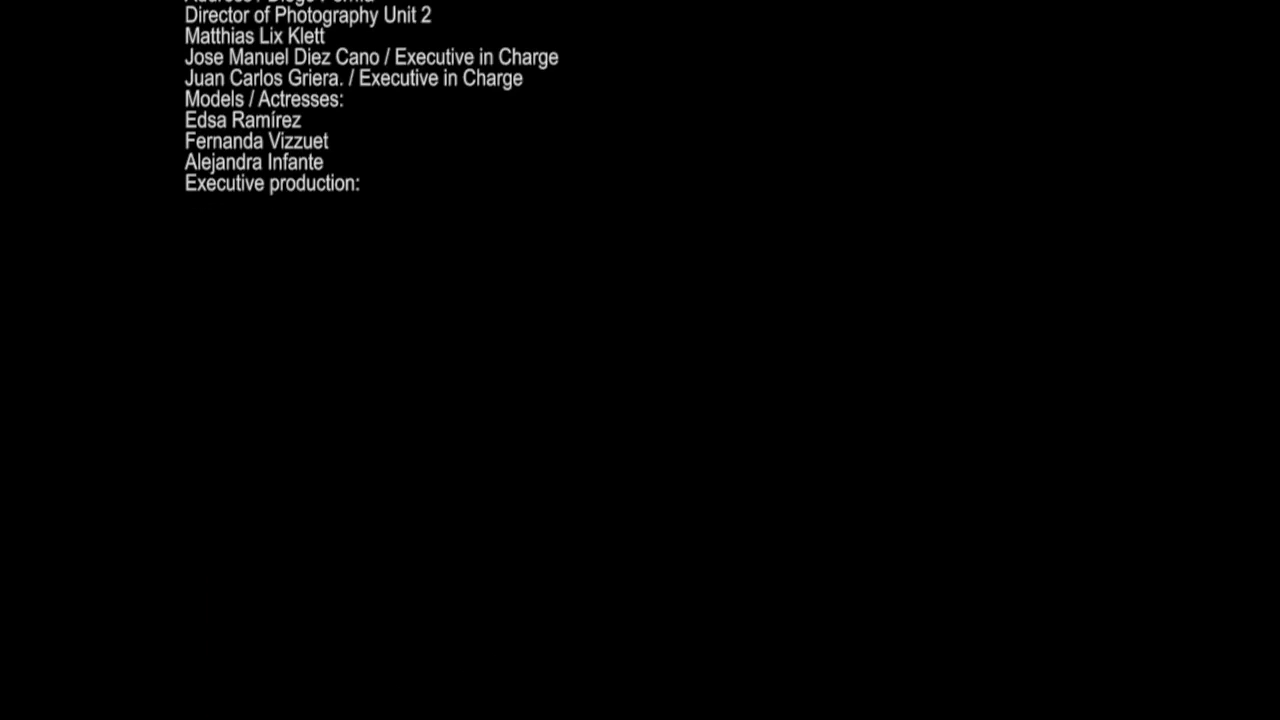 Director of Photography Unit 2
Matthias Lix Klett
Jose Manuel Diez Cano / Executive in Charge
Juan Carlos Griera. / Executive in Charge
Models / Actresses:
Edsa Ramírez
Fernanda Vizzuet
Alejandra Infante
Executive production: